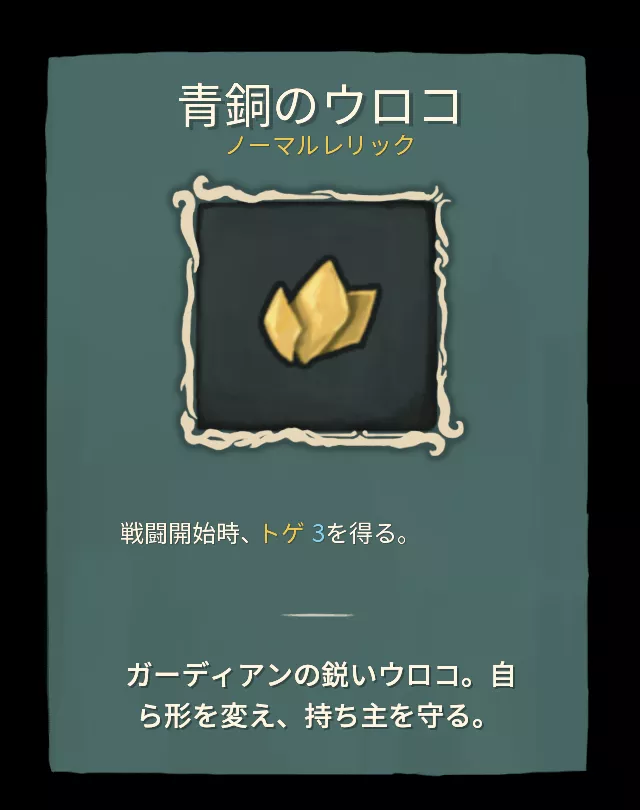 青銅のウロコ
ノーマルレリック
戦闘開始時、トゲ 3を得る。
ガーディアンの鋭いウロコ。自
ら形を変え、持ち主を守る。